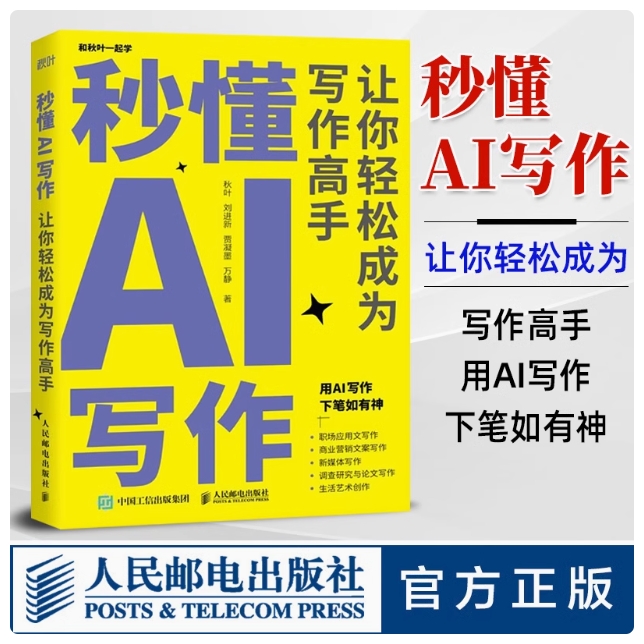 和秋叶一起学
秒懂
AI
写作
让你轻松成为
写作高手
秋叶 刘进新 贾凝墨 万静 著
用AI写作
下笔如有神
•职场应用文写作
•商业营销文案写作
•新媒体写作
•调查研究与论文写作
•生活艺术创作
中国工信出版集团
人民邮电出版社
POSTS & TELECOM PRESS
秋叶
秒懂AI写作 让你轻松成为写作高手
人民邮电出版社
秒懂
AI写作
让你轻松成为
写作高手
用AI写作
下笔如有神
人民邮电出版社
POSTS & TELECOM PRESS
官方正版